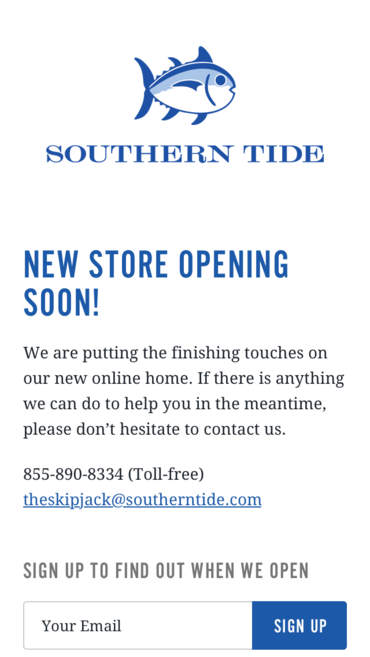 SOUTHERN TIDE
NEW STORE OPENING
SOON!
We are putting the finishing touches on
our new online home. If there is anything
we can do to help you in the meantime,
please don’t hesitate to contact us.
855-890-8334 (Toll-free)
theskipjack@southerntide.com
SIGN UP TO FIND OUT WHEN WE OPEN
Your Email SIGN UP